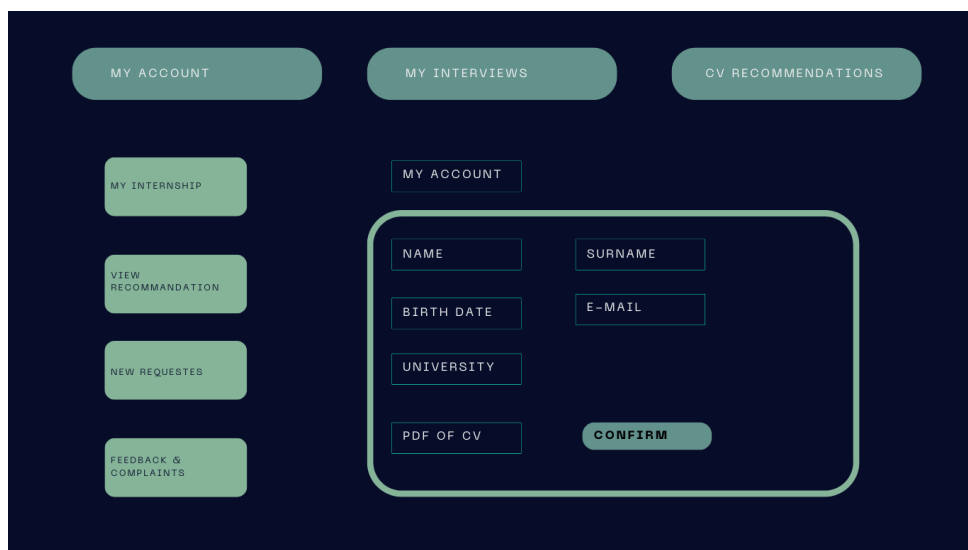 MY ACCOUNT
MY INTERVIEWS
CV RECOMMENDATIONS
MY INTERNSHIP
VIEW
RECOMMANDATION
NEW REQUESTES
FEEDBACK &
COMPLAINTS
MY ACCOUNT
NAME
SURNAME
BIRTH DATE
E-MAIL
UNIVERSITY
PDF OF CV
CONFIRM